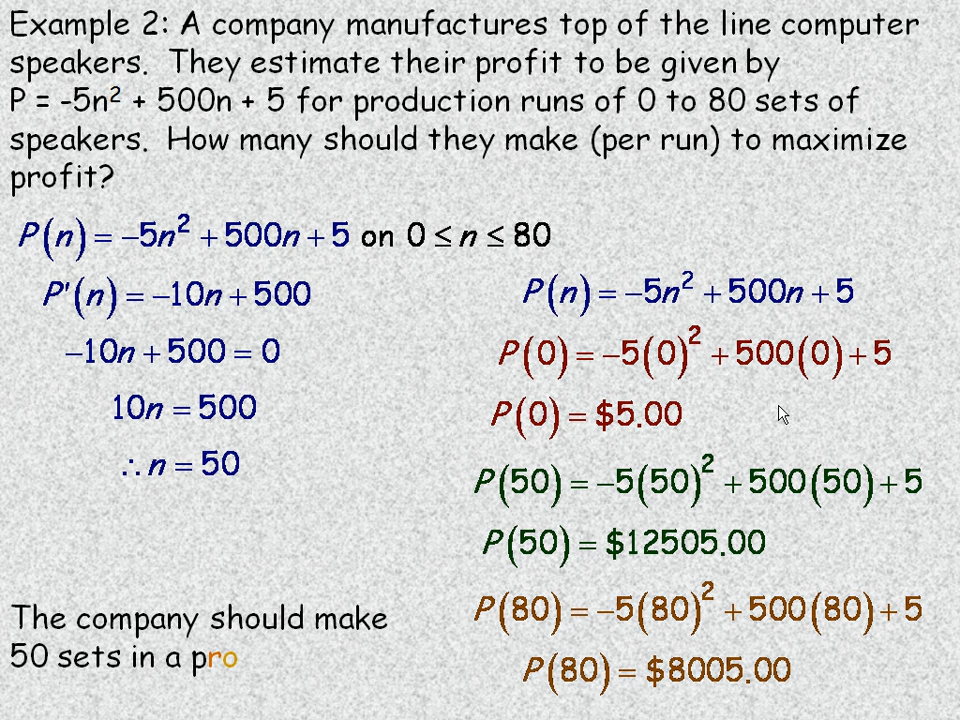 Example 2: A company manufactures top of the line computer
speakers. They estimate their profit to be given by
P = -5n² + 500n + 5 for production runs of 0 to 80 sets of
speakers. How many should they make (per run) to maximize
profit?
P(n) = −5n² + 500n + 5 on 0 ≤ n ≤ 80
P'(n) = −10n + 500
−10n + 500 = 0
10n = 500
∴ n = 50
P(n) = −5n² + 500n + 5
P(0) = −5(0)² + 500(0) + 5
P(0) = $5.00
P(50) = −5(50)² + 500(50) + 5
P(50) = $12505.00
P(80) = −5(80)² + 500(80) + 5
P(80) = $8005.00
The company should make
50 sets in a pro